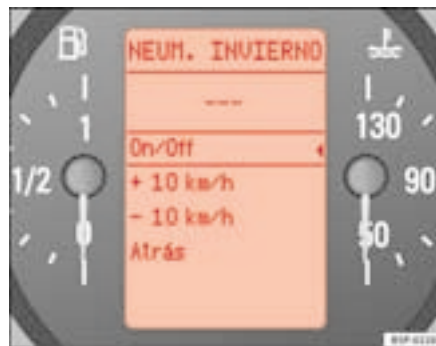 NEUM. INVIERNO
---
On/Off
+ 10 km/h
- 10 km/h
Atrás
1
1/2
0
130
90
50